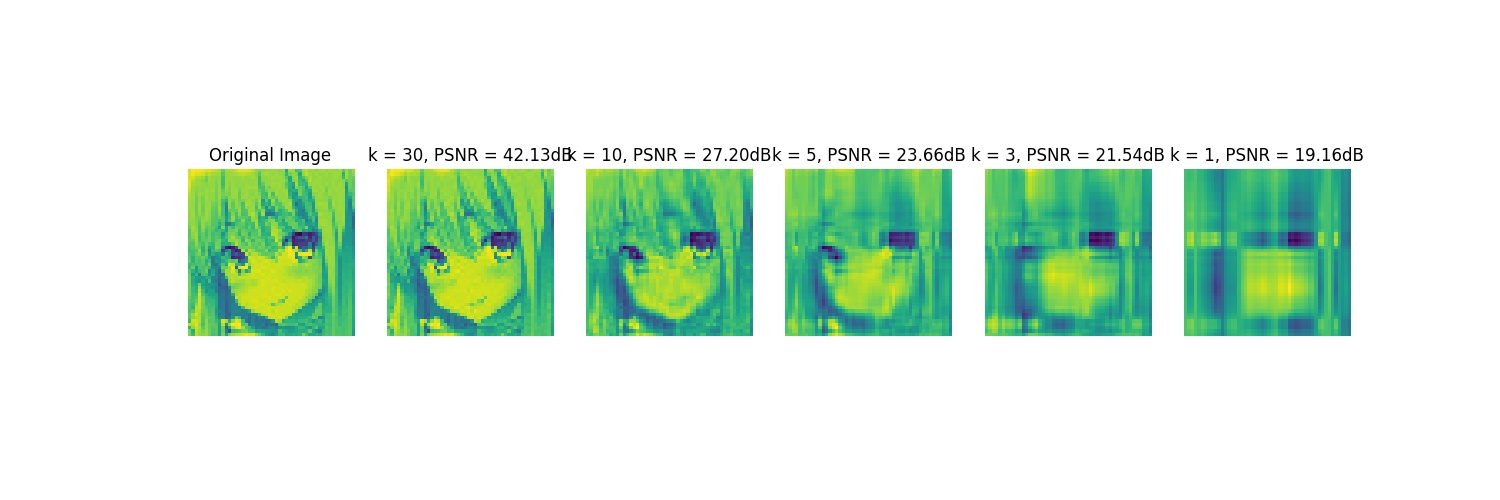 Original Image
k = 30, PSNR = 42.13dB
k = 10, PSNR = 27.20dB
k = 5, PSNR = 23.66dB
k = 3, PSNR = 21.54dB
k = 1, PSNR = 19.16dB